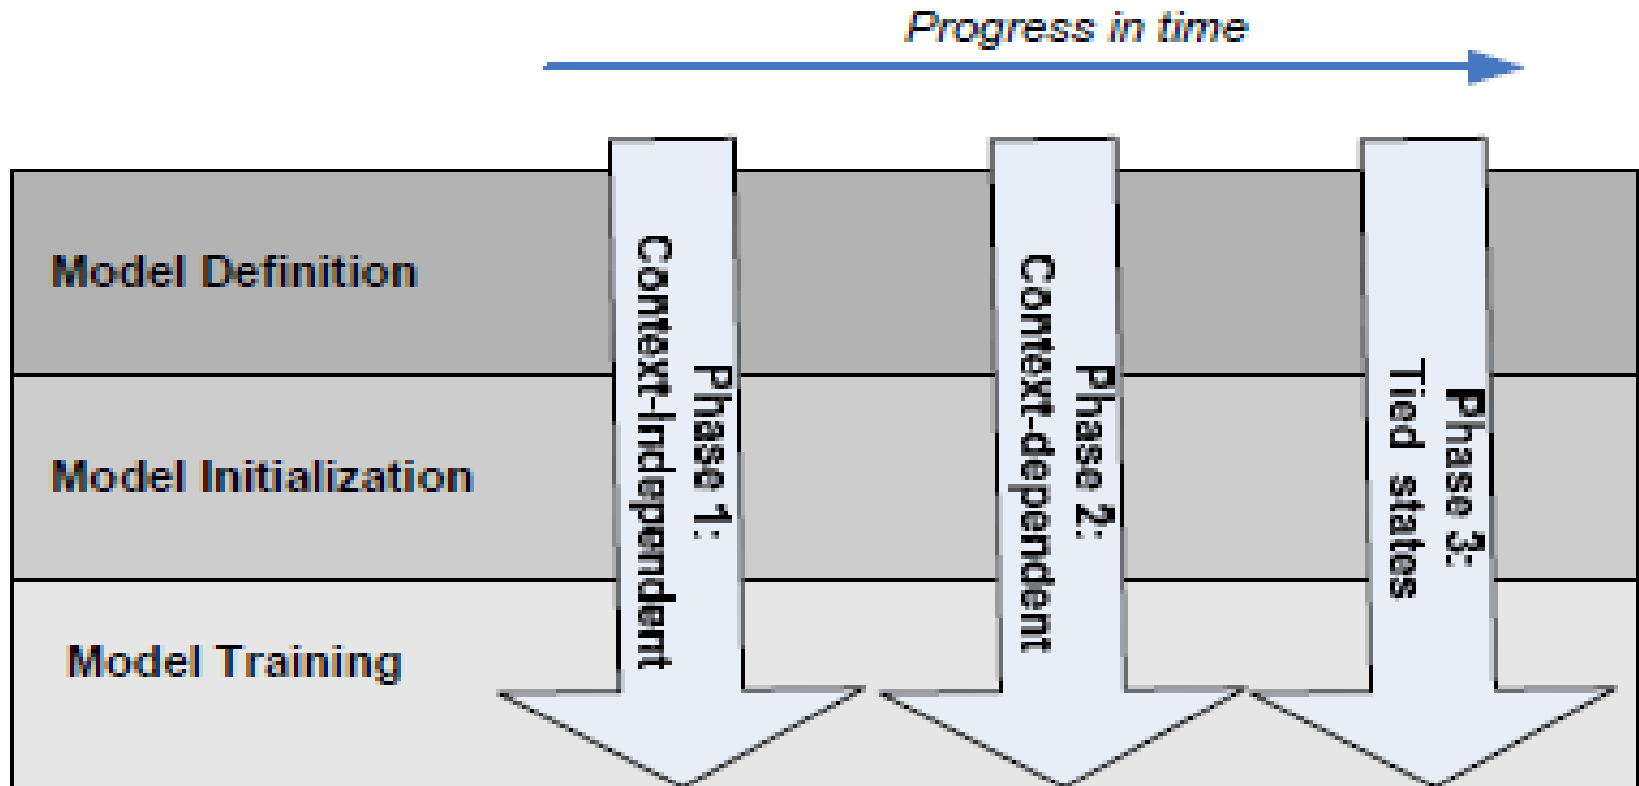 Progress in time
Model Definition
Model Initialization
Model Training
Phase 1:
Context-Independent
Phase 2:
Context-dependent
Phase 3:
Tied states